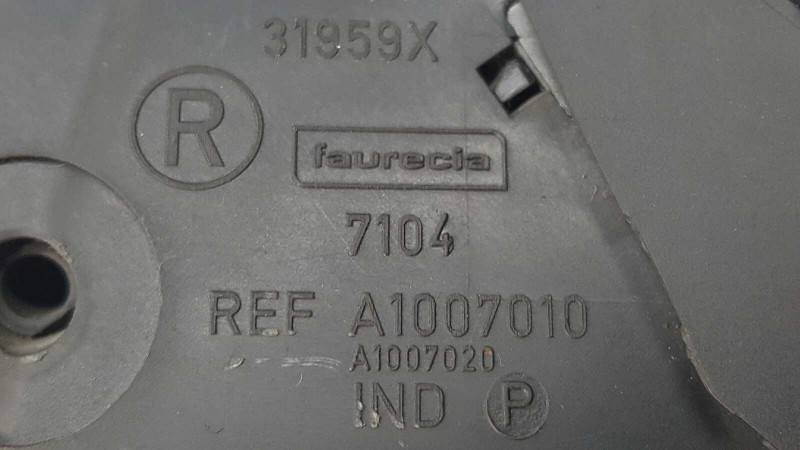 31959X
R
faurecia
7104
REF A1007010
A1007020
IND P